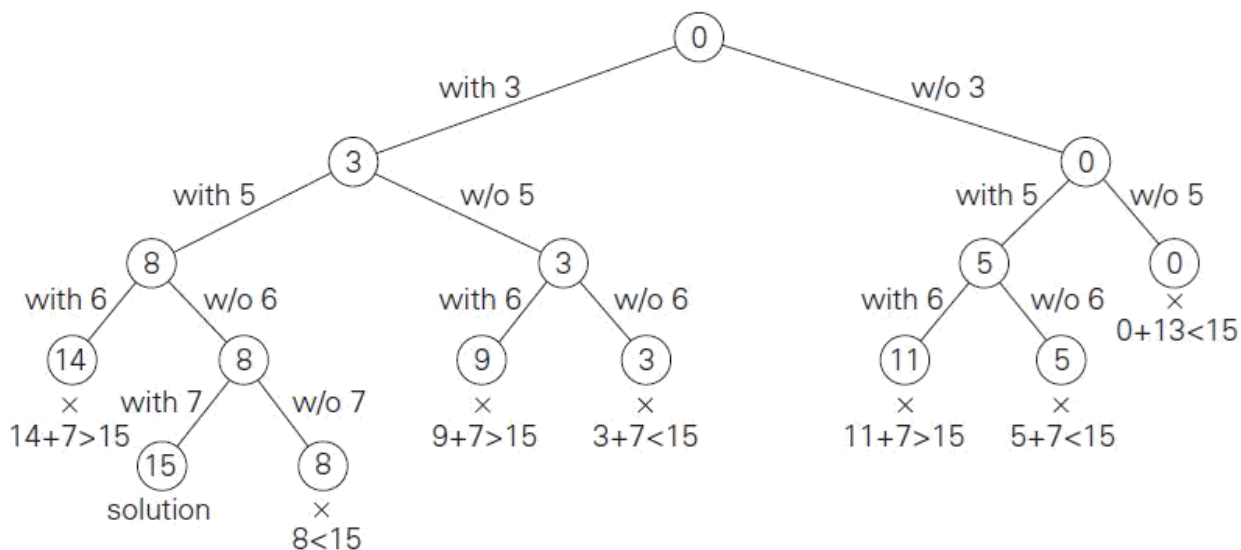 0
with 3
w/o 3
3
0
with 5
w/o 5
with 5
w/o 5
8
3
5
0
with 6
w/o 6
with 6
w/o 6
with 6
w/o 6
×
0+13<15
14
8
9
3
11
5
×
with 7
w/o 7
×
×
×
×
14+7>15
9+7>15
3+7<15
11+7>15
5+7<15
15
8
solution
×
8<15